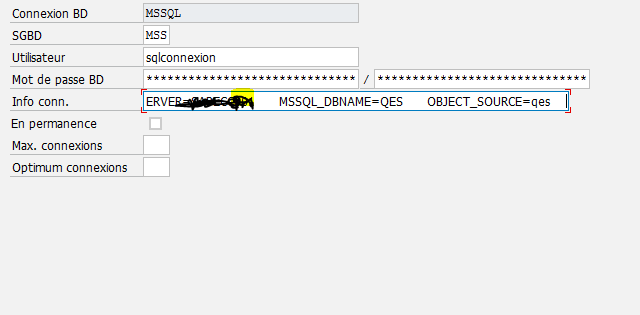 Connexion BD MSSQL
SGBD MSS
Utilisateur sqlconnexion
Mot de passe BD ****************************** / ******************************
Info conn. ERVER= MSSQL_DBNAME=QES OBJECT_SOURCE=qes
En permanence
Max. connexions
Optimum connexions